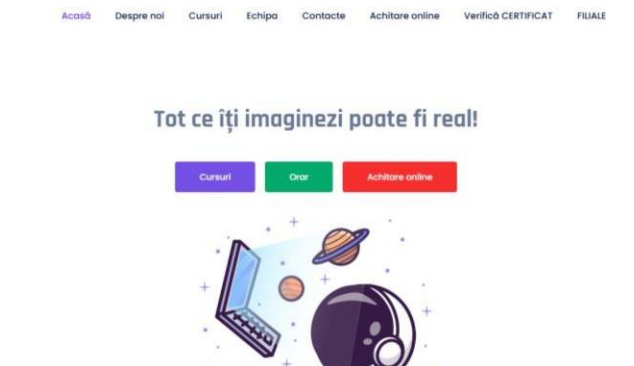 Acasă Despre noi Cursuri Echipa Contacte Achitare online Verifică CERTIFICAT FILIALE
Tot ce îți imaginezi poate fi real!
Cursuri Orar Achitare online